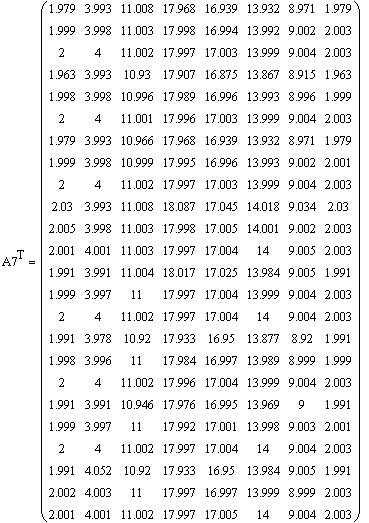 1.979 3.993 11.008 17.968 16.939 13.932 8.971 1.979
1.999 3.998 11.003 17.998 16.994 13.992 9.002 2.003
2 4 11.002 17.997 17.003 13.999 9.004 2.003
1.963 3.993 10.93 17.907 16.875 13.867 8.915 1.963
1.998 3.998 10.996 17.989 16.996 13.993 8.996 1.999
2 4 11.001 17.996 17.003 13.999 9.004 2.003
1.979 3.993 10.966 17.968 16.939 13.932 8.971 1.979
1.999 3.998 10.999 17.995 16.996 13.993 9.002 2.001
2 4 11.002 17.997 17.003 13.999 9.004 2.003
2.03 3.993 11.008 18.087 17.045 14.018 9.034 2.03
2.005 3.998 11.003 17.998 17.005 14.001 9.002 2.003
2.001 4.001 11.003 17.997 17.004 14 9.005 2.003
A7T = 1.991 3.991 11.004 18.017 17.025 13.984 9.005 1.991
1.999 3.997 11 17.997 17.004 13.999 9.004 2.003
2 4 11.002 17.997 17.004 14 9.004 2.003
1.991 3.978 10.92 17.933 16.95 13.877 8.92 1.991
1.998 3.996 11 17.984 16.997 13.989 8.999 1.999
2 4 11.002 17.996 17.004 13.999 9.004 2.003
1.991 3.991 10.946 17.976 16.995 13.969 9 1.991
1.999 3.997 11 17.992 17.001 13.998 9.003 2.001
2 4 11.002 17.997 17.004 14 9.004 2.003
1.991 4.052 10.92 17.933 16.95 13.984 9.005 1.991
2.002 4.003 11 17.997 16.997 13.999 8.999 2.003
2.001 4.001 11.002 17.997 17.005 14 9.004 2.003